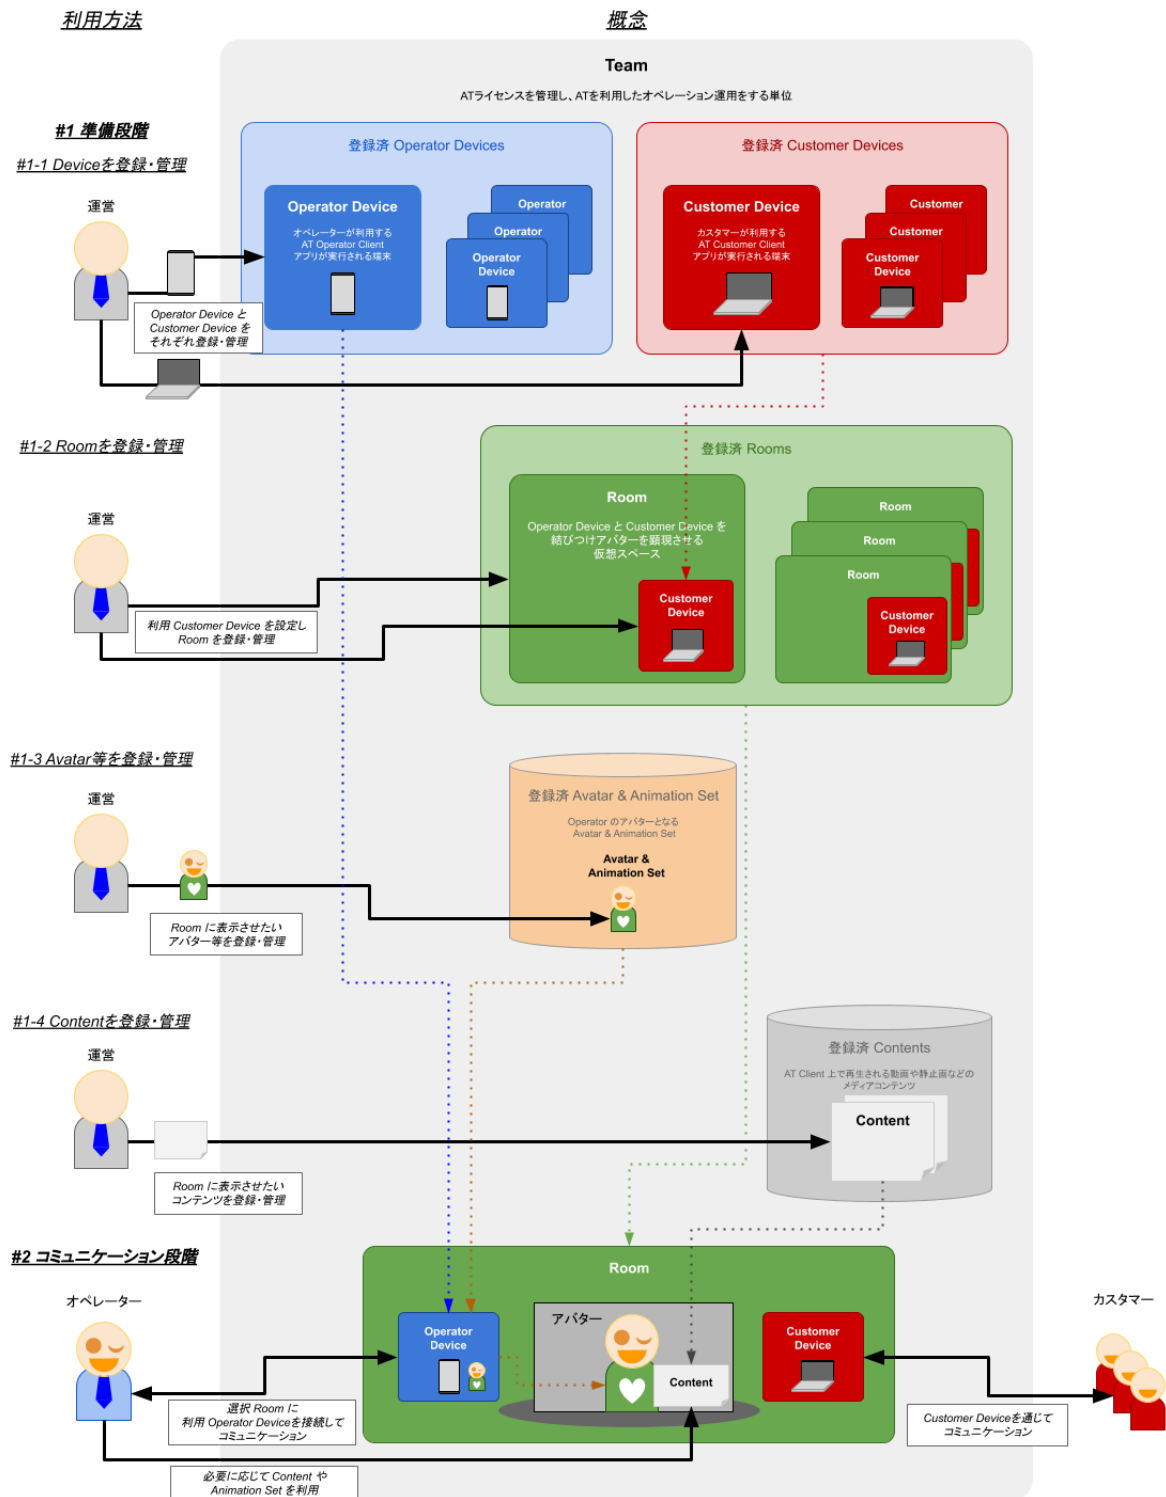 利用方法
概念
Team
ATライセンスを管理し、ATを利用したオペレーション運用をする単位
#1 準備段階
#1-1 Deviceを登録・管理
運営
登録済 Operator Devices
Operator Device
オペレーターが利用する
AT Operator Client
アプリが実行される端末
Operator
Operator
Operator
Device
登録済 Customer Devices
Customer Device
カスタマーが利用する
AT Customer Client
アプリが実行される端末
Customer
Customer
Customer
Device
Operator Device と
Customer Device を
それぞれ登録・管理
#1-2 Roomを登録・管理
運営
登録済 Rooms
Room
Operator Device と Customer Device を
結びつけアバターを顕現させる
仮想スペース
Customer
Device
Room
Room
Room
Customer
Device
利用 Customer Device を設定し
Room を登録・管理
#1-3 Avatar等を登録・管理
運営
登録済 Avatar & Animation Set
Operator のアバターとなる
Avatar & Animation Set
Avatar &
Animation Set
Room に表示させたい
アバター等を登録・管理
#1-4 Contentを登録・管理
運営
登録済 Contents
AT Client 上で再生される動画や静止画などの
メディアコンテンツ
Content
Room に表示させたい
コンテンツを登録・管理
#2 コミュニケーション段階
オペレーター
Room
Operator
Device
アバター
Content
Customer
Device
カスタマー
選択 Room に
利用 Operator Deviceを接続して
コミュニケーション
Customer Deviceを通じて
コミュニケーション
必要に応じて Content や
Animation Set を利用